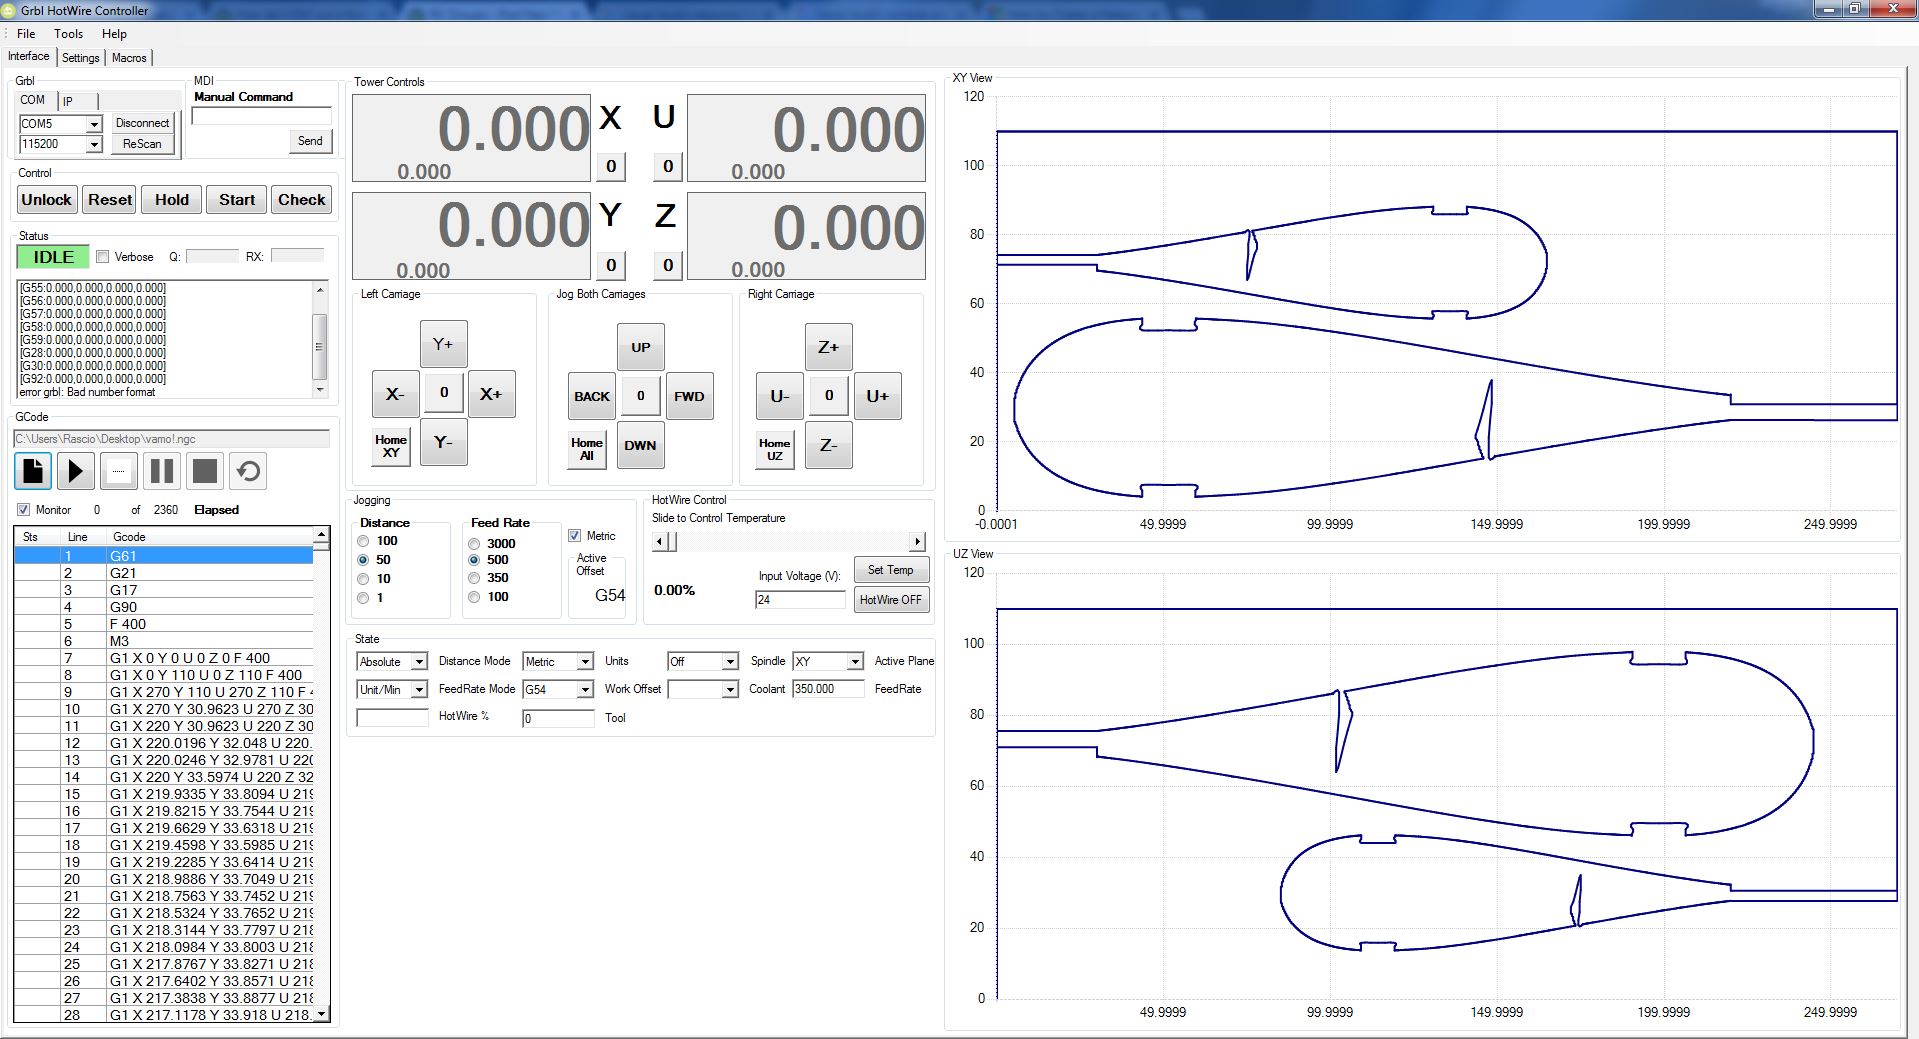 Grbl HotWire Controller
File Tools Help
Interface Settings Macros
Grbl
COM IP
COM5 Disconnect
115200 ReScan
MDI
Manual Command
Send
Control
Unlock Reset Hold Start Check
Status
IDLE Verbose Q: RX:
[G55:0.000,0.000,0.000,0.000]
[G56:0.000,0.000,0.000,0.000]
[G57:0.000,0.000,0.000,0.000]
[G58:0.000,0.000,0.000,0.000]
[G59:0.000,0.000,0.000,0.000]
[G28:0.000,0.000,0.000,0.000]
[G30:0.000,0.000,0.000,0.000]
[G92:0.000,0.000,0.000,0.000]
error grbl: Bad number format
GCode
C:\Users\Rascio\Desktop\vamo!.ngc
Monitor 0 of 2360 Elapsed
Sts Line Gcode
1 G61
2 G21
3 G17
4 G90
5 F 400
6 M3
7 G1 X 0 Y 0 U 0 Z 0 F 400
8 G1 X 0 Y 110 U 0 Z 110 F 400
9 G1 X 270 Y 110 U 270 Z 110 F 4
10 G1 X 270 Y 30.9623 U 270 Z 30
11 G1 X 220 Y 30.9623 U 220 Z 30
12 G1 X 220.0196 Y 32.048 U 220.
13 G1 X 220.0246 Y 32.9781 U 220
14 G1 X 220 Y 33.5974 U 220 Z 32
15 G1 X 219.9335 Y 33.8094 U 219
16 G1 X 219.8215 Y 33.7544 U 219
17 G1 X 219.6629 Y 33.6318 U 219
18 G1 X 219.4598 Y 33.5985 U 219
19 G1 X 219.2285 Y 33.6414 U 219
20 G1 X 218.9886 Y 33.7049 U 219
21 G1 X 218.7563 Y 33.7452 U 219
22 G1 X 218.5324 Y 33.7652 U 219
23 G1 X 218.3144 Y 33.7797 U 218
24 G1 X 218.0984 Y 33.8003 U 218
25 G1 X 217.8767 Y 33.8271 U 218
26 G1 X 217.6402 Y 33.8571 U 218
27 G1 X 217.3838 Y 33.8877 U 218
28 G1 X 217.1178 Y 33.918 U 218.
Tower Controls
0.000 X U 0.000
0.000 0 0 0.000
0.000 Y Z 0.000
0.000 0 0 0.000
Left Carriage
Y+
X- 0 X+
Home XY Y-
Jog Both Carriages
UP
BACK 0 FWD
Home All DWN
Right Carriage
Z+
U- 0 U+
Home UZ Z-
Jogging
Distance
100
50
10
1
Feed Rate
3000
500
350
100
Metric
Active
Offset
G54
HotWire Control
Slide to Control Temperature
0.00%
Input Voltage (V):
24
Set Temp
HotWire OFF
State
Absolute Distance Mode Metric Units Off Spindle XY Active Plane
Unit/Min FeedRate Mode G54 Work Offset Coolant 350.000 FeedRate
HotWire % 0 Tool
XY View
120
100
80
60
40
20
0
-0.0001 49.9999 99.9999 149.9999 199.9999 249.9999
UZ View
120
100
80
60
40
20
0
49.9999 99.9999 149.9999 199.9999 249.9999